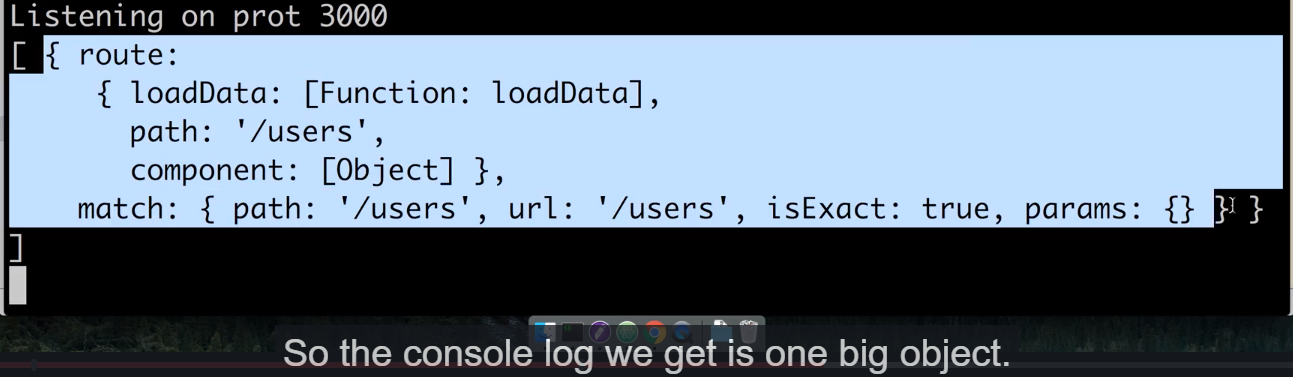 Listening on prot 3000
[ { route:
{ loadData: [Function: loadData],
path: '/users',
component: [Object] },
match: { path: '/users', url: '/users', isExact: true, params: {} } }
]
So the console log we get is one big object.